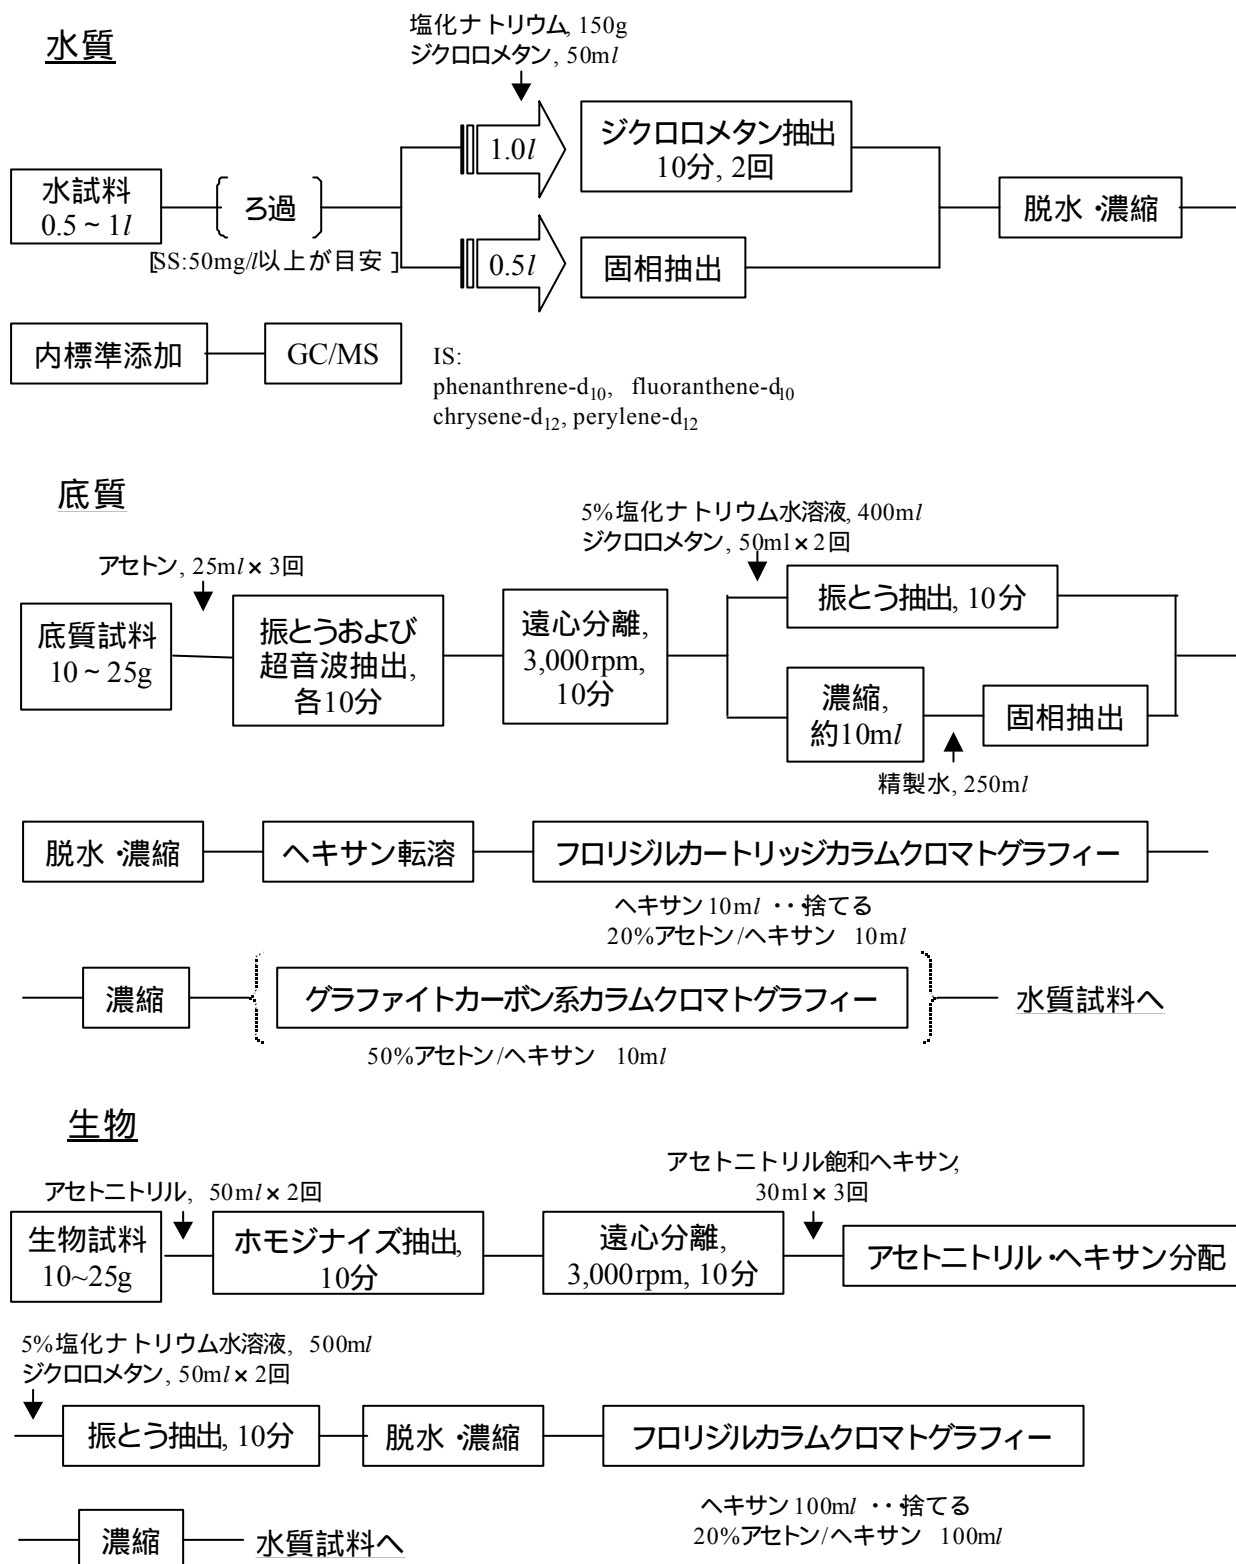 水質
塩化ナトリウム, 150g
ジクロロメタン, 50ml
水試料
0.5 ~ 1l
ろ過
[SS:50mg/l以上が目安 ]
1.0l
ジクロロメタン抽出
10分, 2回
0.5l
固相抽出
脱水・濃縮
内標準添加
GC/MS
IS:
phenanthrene-d10, fluoranthene-d10
chrysene-d12, perylene-d12
底質
アセトン, 25ml × 3回
底質試料
10 ~ 25g
振とうおよび
超音波抽出,
各10分
遠心分離,
3,000rpm,
10分
5%塩化ナトリウム水溶液, 400ml
ジクロロメタン, 50ml × 2回
振とう抽出, 10分
濃縮,
約10ml
精製水, 250ml
固相抽出
脱水・濃縮
ヘキサン転溶
フロリジルカートリッジカラムクロマトグラフィー
ヘキサン 10ml ・・・捨てる
20%アセトン/ヘキサン 10ml
濃縮
グラファイトカーボン系カラムクロマトグラフィー
50%アセトン/ヘキサン 10ml
水質試料へ
生物
アセトニトリル, 50ml × 2回
生物試料
10~25g
ホモジナイズ抽出,
10分
遠心分離,
3,000rpm, 10分
アセトニトリル飽和ヘキサン,
30ml × 3回
アセトニトリル・ヘキサン分配
5%塩化ナトリウム水溶液, 500ml
ジクロロメタン, 50ml × 2回
振とう抽出, 10分
脱水・濃縮
フロリジルカラムクロマトグラフィー
ヘキサン 100ml ・・・捨てる
20%アセトン/ヘキサン 100ml
濃縮
水質試料へ